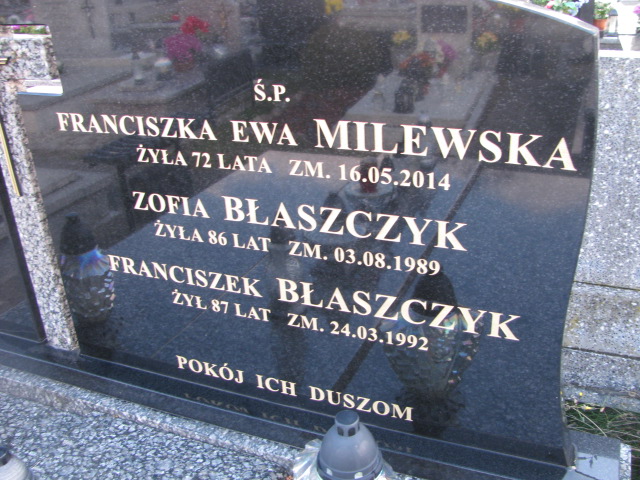 Ś.P.
FRANCISZKA EWA MILEWSKA
ŻYŁA 72 LATA ZM. 16.05.2014
ZOFIA BŁASZCZYK
ŻYŁA 86 LAT ZM. 03.08.1989
FRANCISZEK BŁASZCZYK
ŻYŁ 87 LAT ZM. 24.03.1992
POKÓJ ICH DUSZOM